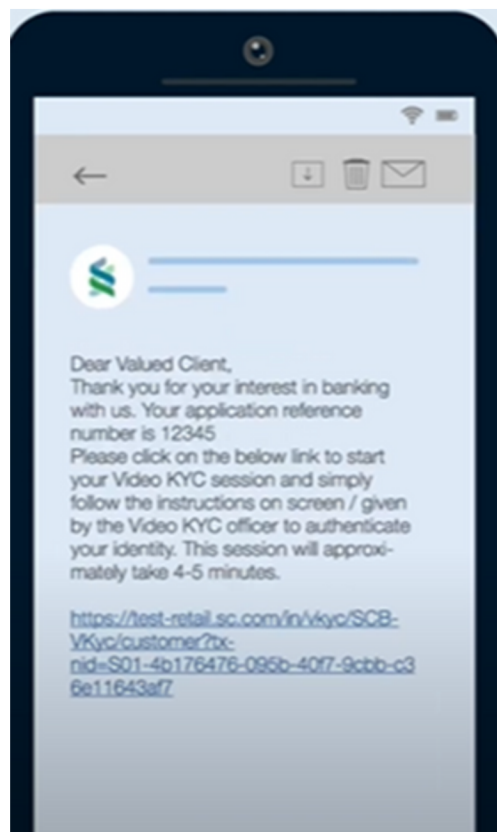 Dear Valued Client,
Thank you for your interest in banking
with us. Your application reference
number is 12345
Please click on the below link to start
your Video KYC session and simply
follow the instructions on screen / given
by the Video KYC officer to authenticate
your identity. This session will approxi-
mately take 4-5 minutes.
https://test-retail.sc.com/in/vkyc/SCB-
VKyc/customer?tx-
nid=S01-4b176476-095b-40f7-9cbb-c3
6e11643af7